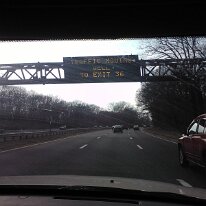 TRAFFIC MOVING
WELL
TO EXIT 36